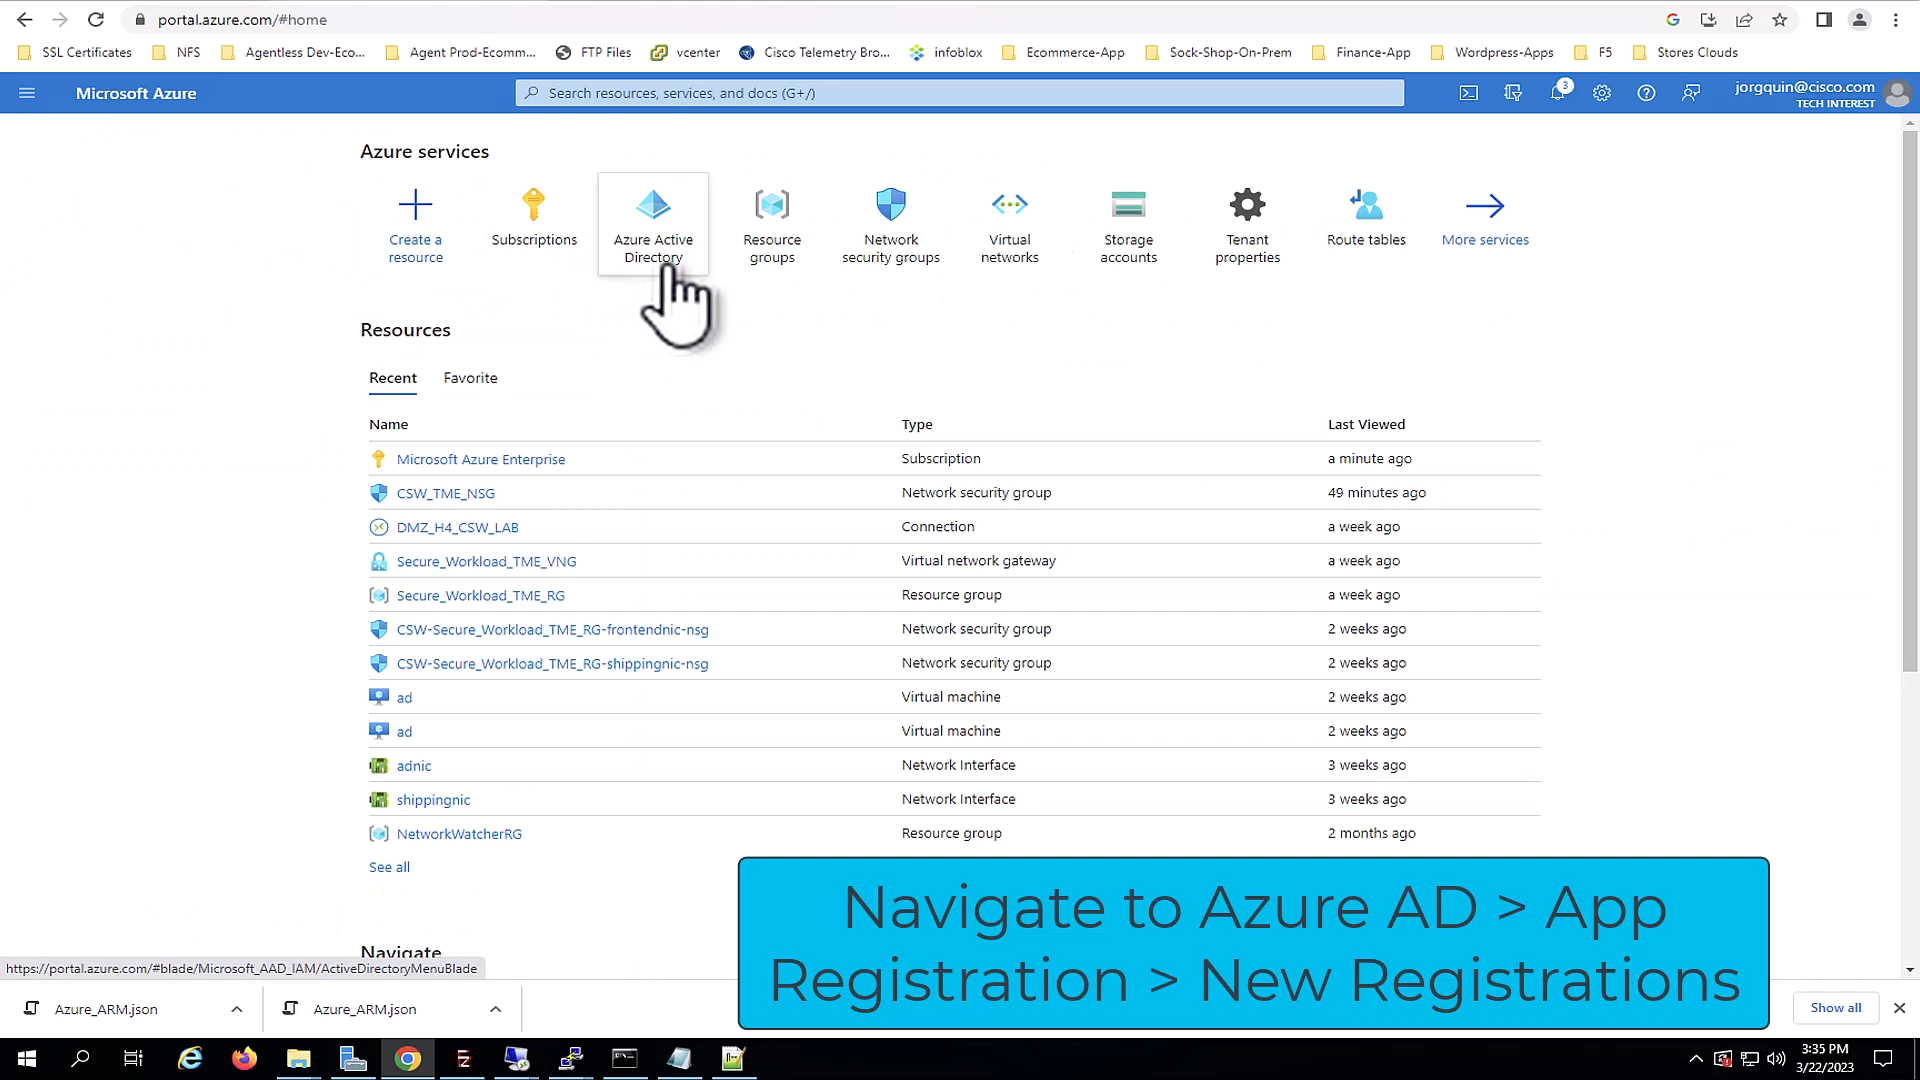 portal.azure.com/#home
SSL Certificates NFS Agentless Dev-Eco... Agent Prod-Ecomm... FTP Files vcenter Cisco Telemetry Bro... infoblox Ecommerce-App Sock-Shop-On-Prem Finance-App Wordpress-Apps F5 Stores Clouds
Microsoft Azure
Search resources, services, and docs (G+/)
3
jorgquin@cisco.com
TECH INTEREST
Azure services
Create a
resource
Subscriptions
Azure Active
Directory
Resource
groups
Network
security groups
Virtual
networks
Storage
accounts
Tenant
properties
Route tables
More services
Resources
Recent Favorite
Name Type Last Viewed
Microsoft Azure Enterprise Subscription a minute ago
CSW_TME_NSG Network security group 49 minutes ago
DMZ_H4_CSW_LAB Connection a week ago
Secure_Workload_TME_VNG Virtual network gateway a week ago
Secure_Workload_TME_RG Resource group a week ago
CSW-Secure_Workload_TME_RG-frontendnic-nsg Network security group 2 weeks ago
CSW-Secure_Workload_TME_RG-shippingnic-nsg Network security group 2 weeks ago
ad Virtual machine 2 weeks ago
ad Virtual machine 2 weeks ago
adnic Network Interface 3 weeks ago
shippingnic Network Interface 3 weeks ago
NetworkWatcherRG Resource group 2 months ago
See all
Navigate to Azure AD > App
Registration > New Registrations
Navigate
https://portal.azure.com/#blade/Microsoft_AAD_IAM/ActiveDirectoryMenuBlade
Azure_ARM.json Azure_ARM.json Show all
3:35 PM
3/22/2023